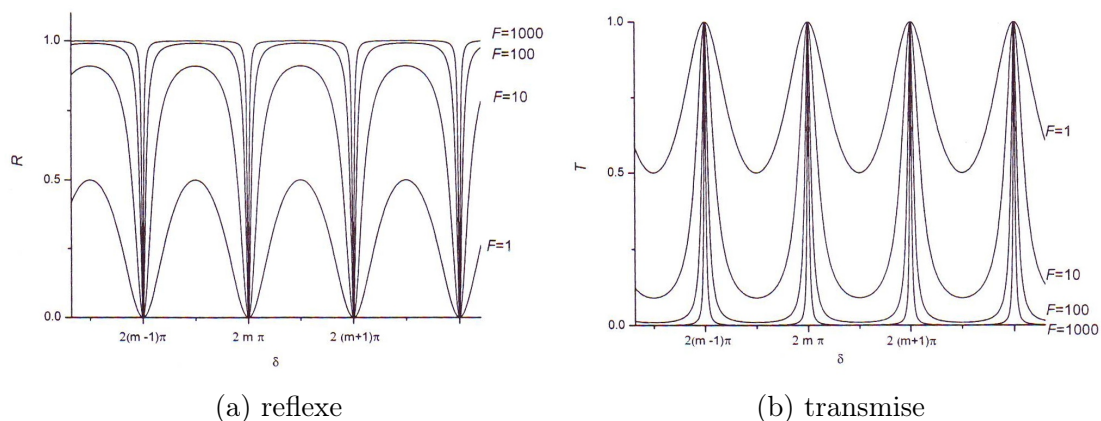 1.0
0.5
0.0
R
F=1000
F=100
F=10
F=1
2(m -1)π
2 m π
2 (m+1)π
δ
(a) reflexe
1.0
0.5
0.0
T
F=1
F=10
F=100
F=1000
2(m -1)π
2 m π
2 (m+1)π
δ
(b) transmise